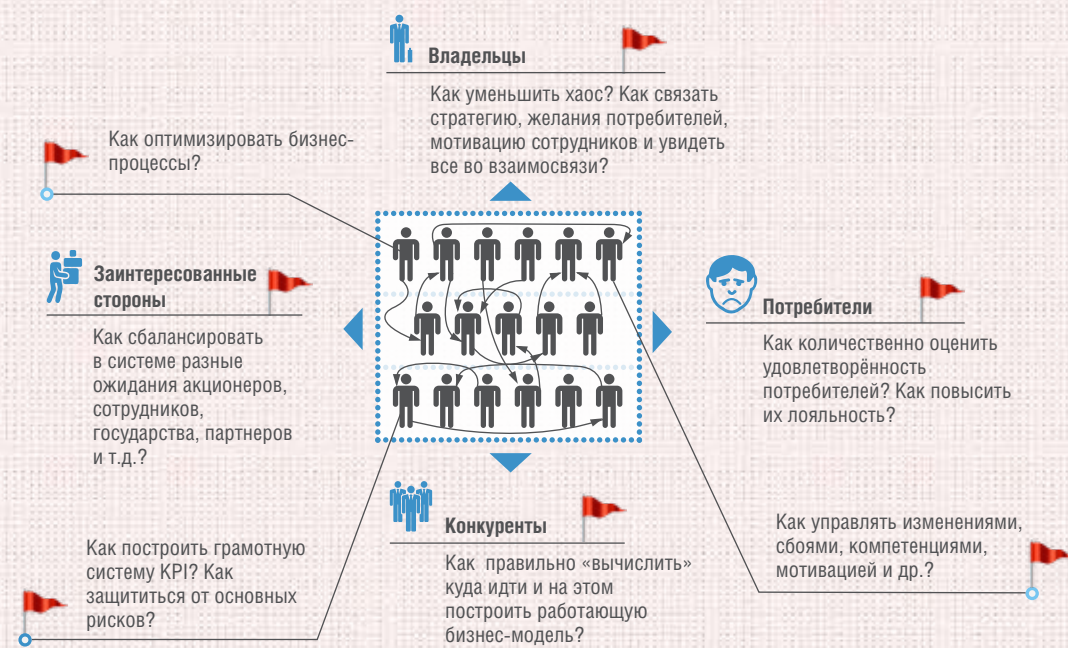 Владельцы
Как уменьшить хаос? Как связать
стратегию, желания потребителей,
мотивацию сотрудников и увидеть
все во взаимосвязи?
Как оптимизировать бизнес-
процессы?
Заинтересованные
стороны
Как сбалансировать
в системе разные
ожидания акционеров,
сотрудников,
государства, партнеров
и т.д.?
Потребители
Как количественно оценить
удовлетворённость
потребителей? Как повысить
их лояльность?
Как построить грамотную
систему KPI? Как
защититься от основных
рисков?
Конкуренты
Как правильно «вычислить»
куда идти и на этом
построить работающую
бизнес-модель?
Как управлять изменениями,
сбоями, компетенциями,
мотивацией и др.?